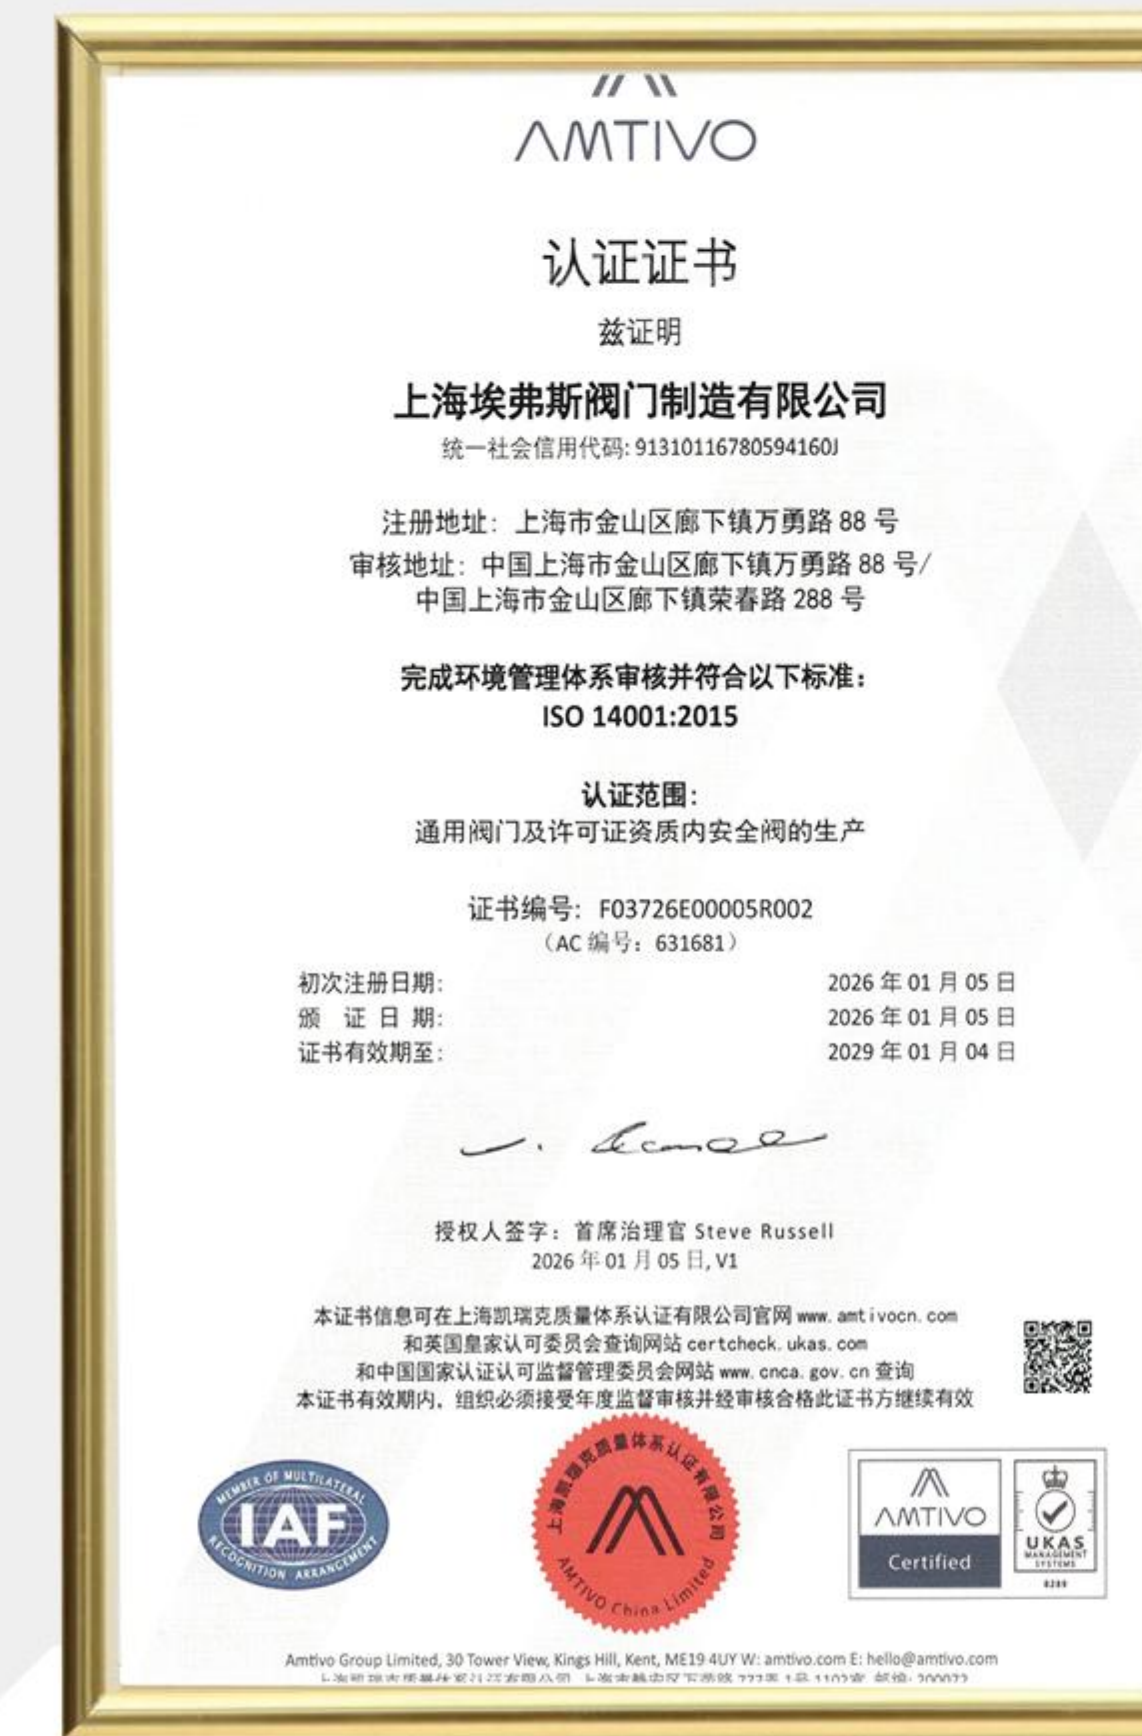 AMTIVO
认证证书
兹证明
上海埃弗斯阀门制造有限公司
统一社会信用代码: 91310116780594160J
注册地址：上海市金山区廊下镇万勇路 88 号
审核地址：中国上海市金山区廊下镇万勇路 88 号/
中国上海市金山区廊下镇荣春路 288 号
完成环境管理体系审核并符合以下标准：
ISO 14001:2015
认证范围：
通用阀门及许可证资质内安全阀的生产
证书编号：F03726E00005R002
（AC 编号：631681）
初次注册日期: 2026 年 01 月 05 日
颁 证 日 期: 2026 年 01 月 05 日
证书有效期至: 2029 年 01 月 04 日
授权人签字：首席治理官 Steve Russell
2026 年 01 月 05 日, V1
本证书信息可在上海凯瑞克质量体系认证有限公司官网 www.amtivocn.com
和英国皇家认可委员会查询网站 certcheck.ukas.com
和中国国家认证认可监督管理委员会网站 www.cnca.gov.cn 查询
本证书有效期内，组织必须接受年度监督审核并经审核合格此证书方继续有效
MEMBER OF MULTILATERAL
IAF
RECOGNITION ARRANGEMENT
上海凯瑞克质量体系认证有限公司
AMTIVO China Limited
AMTIVO
Certified
UKAS
MANAGEMENT
SYSTEMS
Amtivo Group Limited, 30 Tower View, Kings Hill, Kent, ME19 4UY W: amtivo.com E: hello@amtivo.com